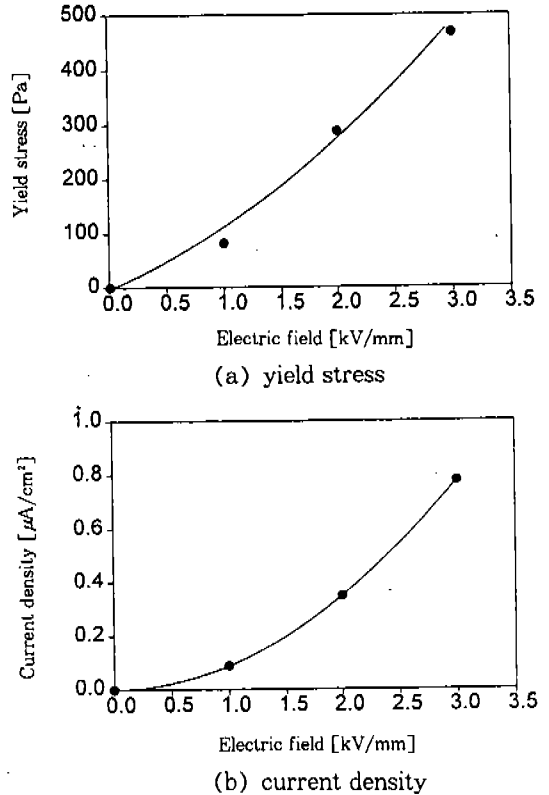 500
400
300
200
100
0
Yield stress [Pa]
0.0 0.5 1.0 1.5 2.0 2.5 3.0 3.5
Electric field [kV/mm]
(a) yield stress
1.0
0.8
0.6
0.4
0.2
0.0
Current density [μA/cm²]
0.0 0.5 1.0 1.5 2.0 2.5 3.0 3.5
Electric field [kV/mm]
(b) current density